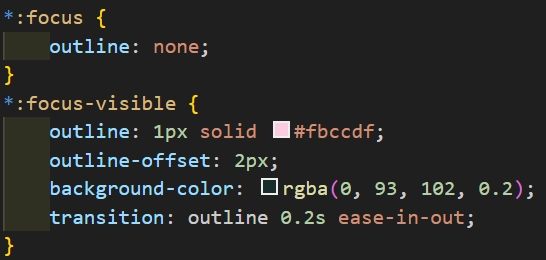 *:focus {
outline: none;
}
*:focus-visible {
outline: 1px solid #fbccdf;
outline-offset: 2px;
background-color: rgba(0, 93, 102, 0.2);
transition: outline 0.2s ease-in-out;
}